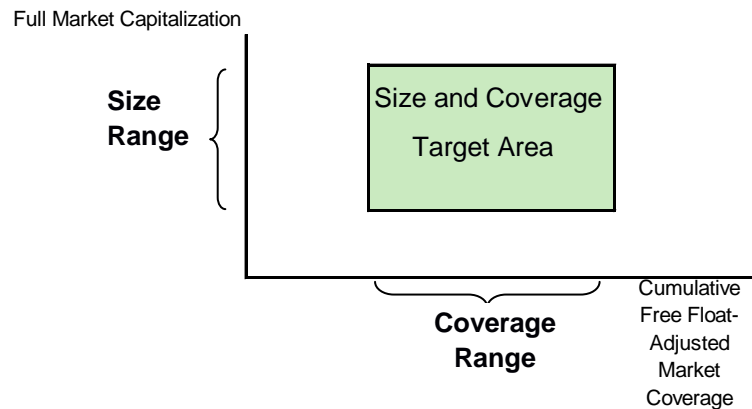 Full Market Capitalization
Size
Range
Size and Coverage
Target Area
Coverage
Range
Cumulative
Free Float-
Adjusted
Market
Coverage